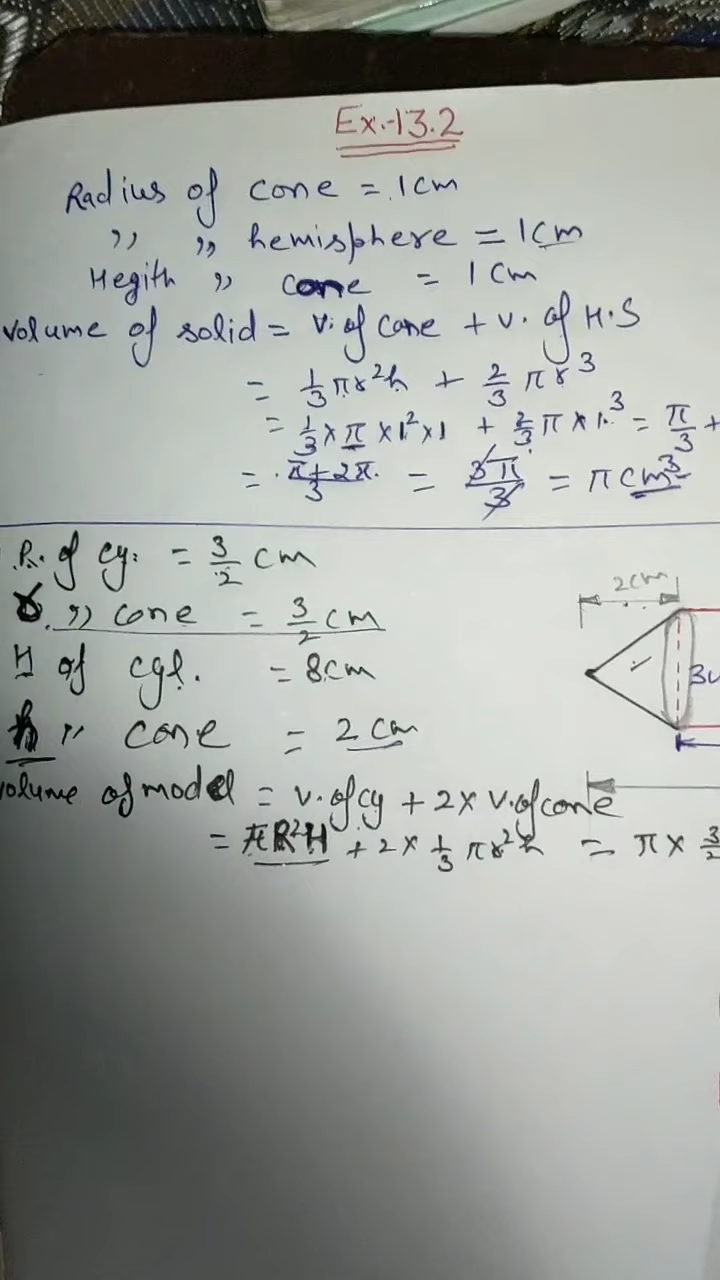 Ex.-13.2
Radius of cone = 1cm
,, ,, hemisphere = 1cm
Hegith ,, cone = 1cm
volume of solid = v. of cone + v. of H.S
= 1/3 πr²h + 2/3 πr³
= 1/3 × π × 1² × 1 + 2/3 π × 1³ = π/3 +
= π + 2π/3 = 3π/3 = π cm³
R. of cy. = 3/2 cm
r. ,, cone = 3/2 cm
H of cyl. = 8cm
h ,, cone = 2 cm
volume of model = v. of cy + 2× v. of cone
= πR²H + 2 × 1/3 πr²h = π × 3/2
2cm